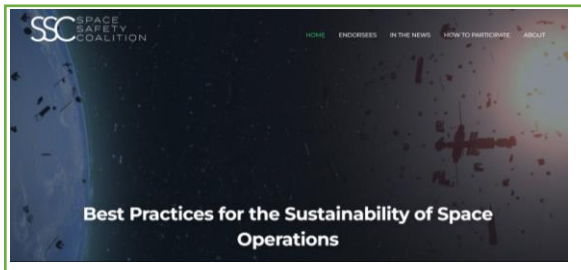 SSC SPACE
SAFETY
COALITION
HOME ENDORSEES IN THE NEWS HOW TO PARTICIPATE ABOUT
Best Practices for the Sustainability of Space
Operations